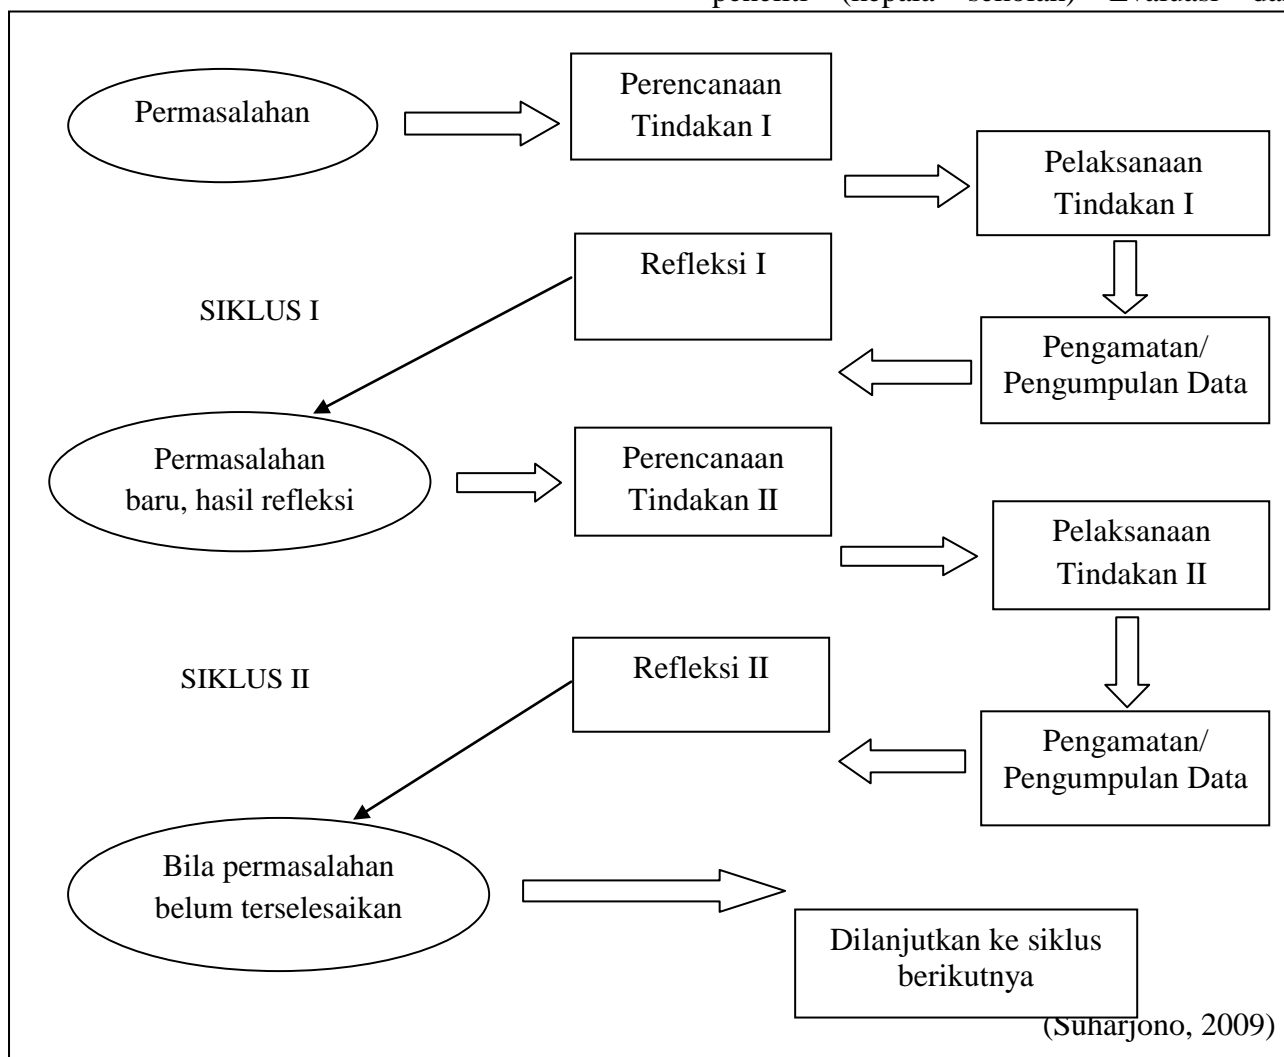 Permasalahan
Perencanaan
Tindakan I
Pelaksanaan
Tindakan I
Refleksi I
SIKLUS I
Pengamatan/
Pengumpulan Data
Permasalahan
baru, hasil refleksi
Perencanaan
Tindakan II
Pelaksanaan
Tindakan II
Refleksi II
SIKLUS II
Pengamatan/
Pengumpulan Data
Bila permasalahan
belum terselesaikan
Dilanjutkan ke siklus
berikutnya
(Suharjono, 2009)